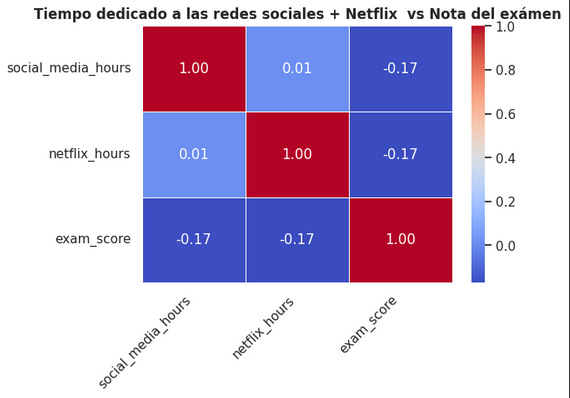 Tiempo dedicado a las redes sociales + Netflix  vs Nota del exámen
social_media_hours 1.00 0.01 -0.17
netflix_hours 0.01 1.00 -0.17
exam_score -0.17 -0.17 1.00
social_media_hours netflix_hours exam_score
1.0
0.8
0.6
0.4
0.2
0.0